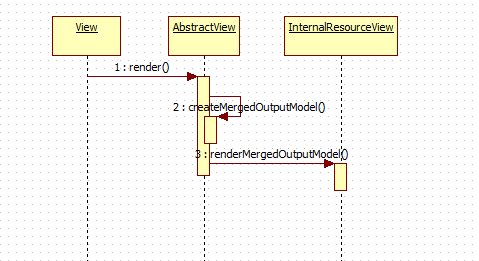 View AbstractView InternalResourceView
1 : render()
2 : createMergedOutputModel()
3 : renderMergedOutputModel()